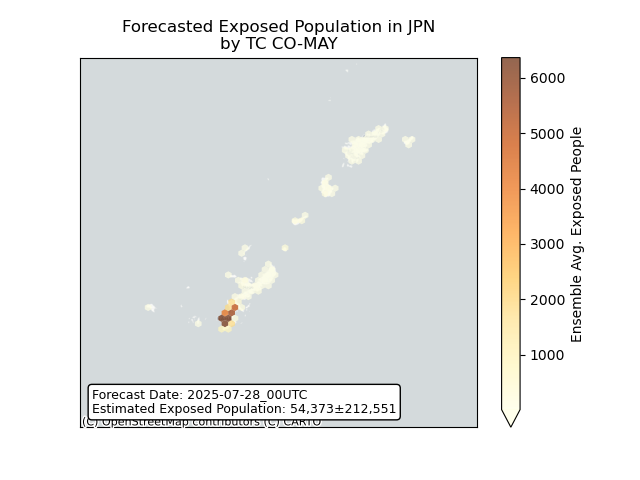 Forecasted Exposed Population in JPN
by TC CO-MAY
6000
5000
4000
3000
2000
1000
Ensemble Avg. Exposed People
Forecast Date: 2025-07-28_00UTC
Estimated Exposed Population: 54,373±212,551
(C) OpenStreetMap contributors (C) CARTO